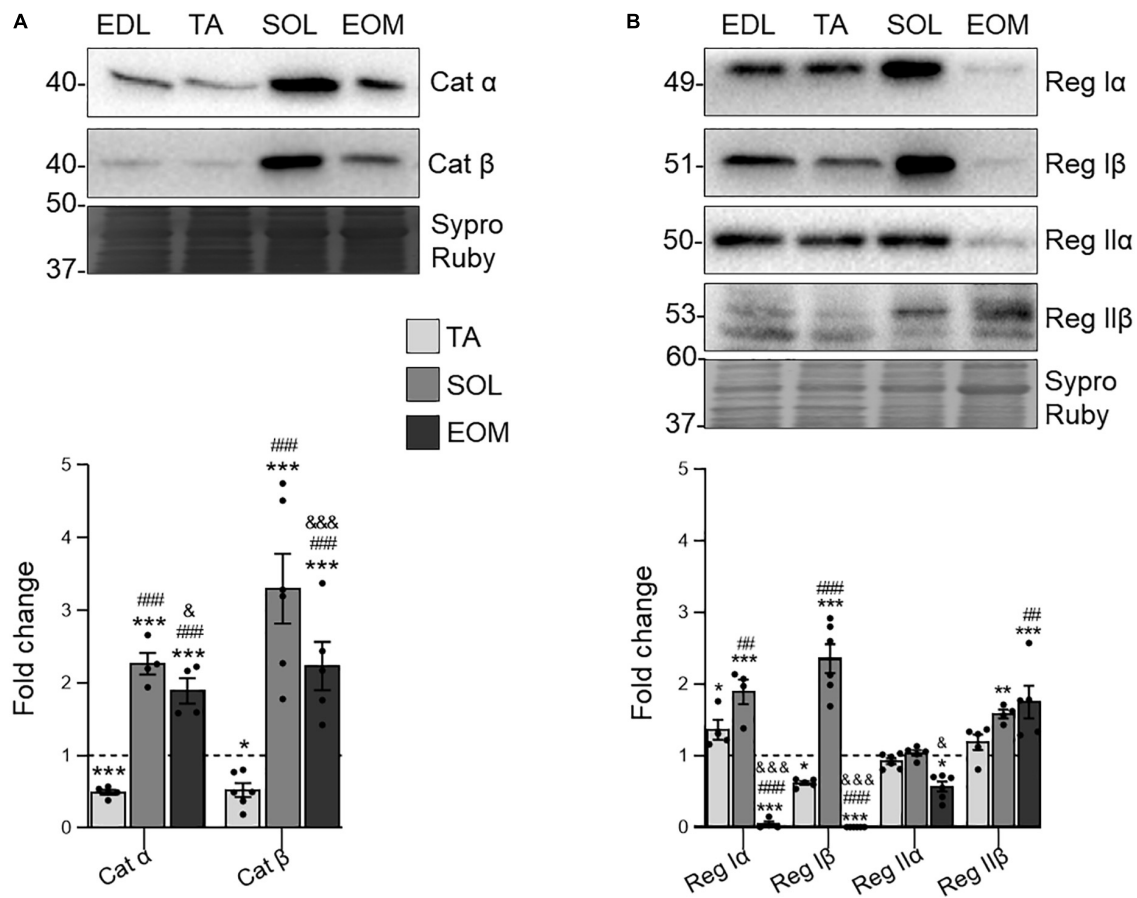 A
EDL TA SOL EOM
40- Cat α
40- Cat β
50-
Sypro
Ruby
37-
TA
SOL
EOM
Fold change
5
4
3
2
1
0
***
###
***
&
###
***
*
###
***
&&&
###
***
Cat α Cat β
B
EDL TA SOL EOM
49- Reg Iα
51- Reg Iβ
50- Reg IIα
53- Reg IIβ
60-
Sypro
Ruby
37-
Fold change
5
4
3
2
1
0
*
##
***
&&&
###
***
*
###
***
&&&
###
***
&
*
**
##
***
Reg Iα Reg Iβ Reg IIα Reg IIβ